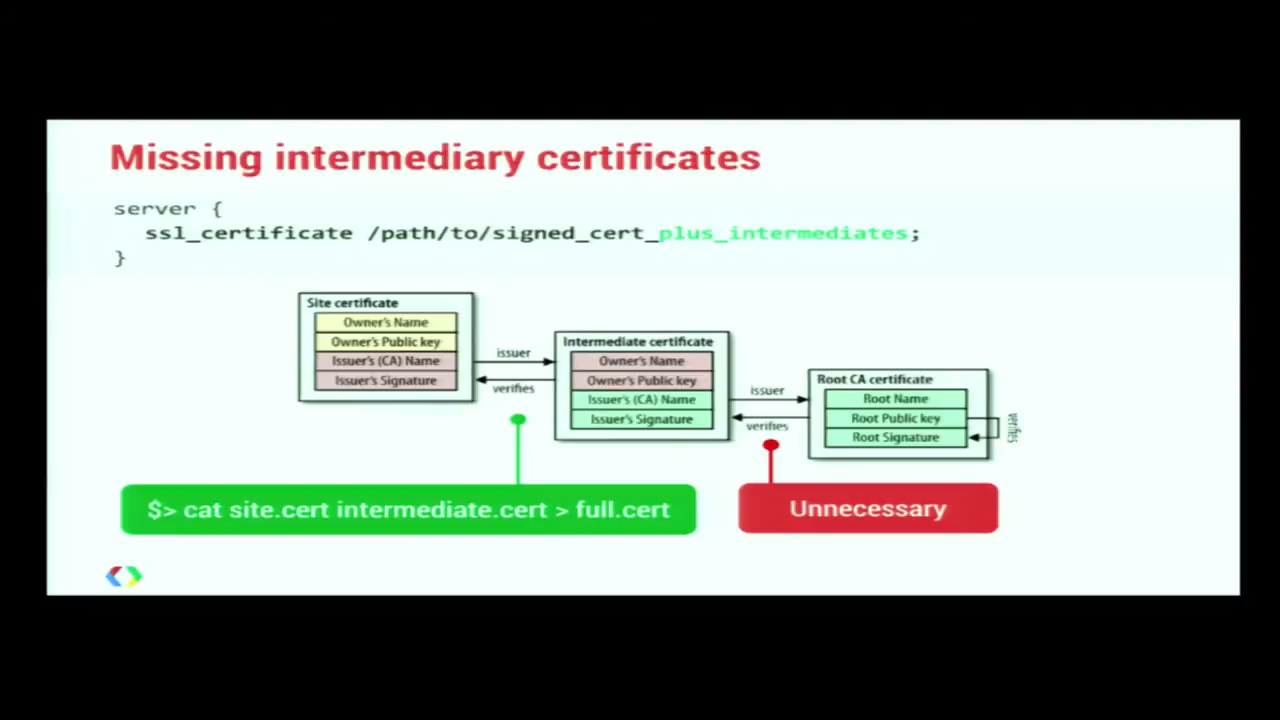 Missing intermediary certificates
server {
ssl_certificate /path/to/signed_cert_plus_intermediates;
}
Site certificate
Owner's Name
Owner's Public key
Issuer's (CA) Name
Issuer's Signature
issuer
verifies
Intermediate certificate
Owner's Name
Owner's Public key
Issuer's (CA) Name
Issuer's Signature
issuer
verifies
Root CA certificate
Root Name
Root Public key
Root Signature
verifies
$> cat site.cert intermediate.cert > full.cert
Unnecessary